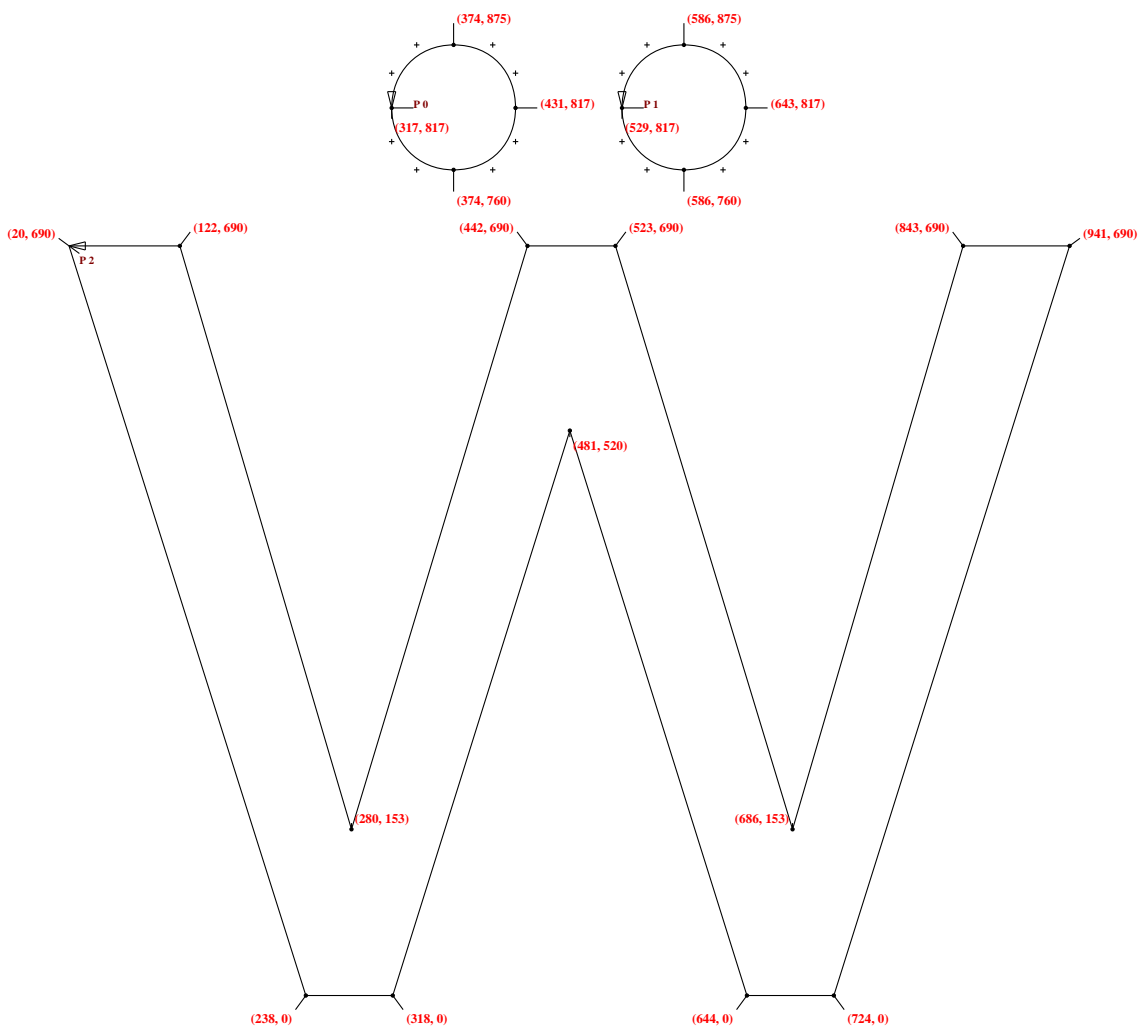 (374, 875) (586, 875)
P 0 (431, 817) P 1 (643, 817)
(317, 817) (529, 817)
(374, 760) (586, 760)
(20, 690) (122, 690) (442, 690) (523, 690) (843, 690) (941, 690)
P 2
(481, 520)
(280, 153) (686, 153)
(238, 0) (318, 0) (644, 0) (724, 0)